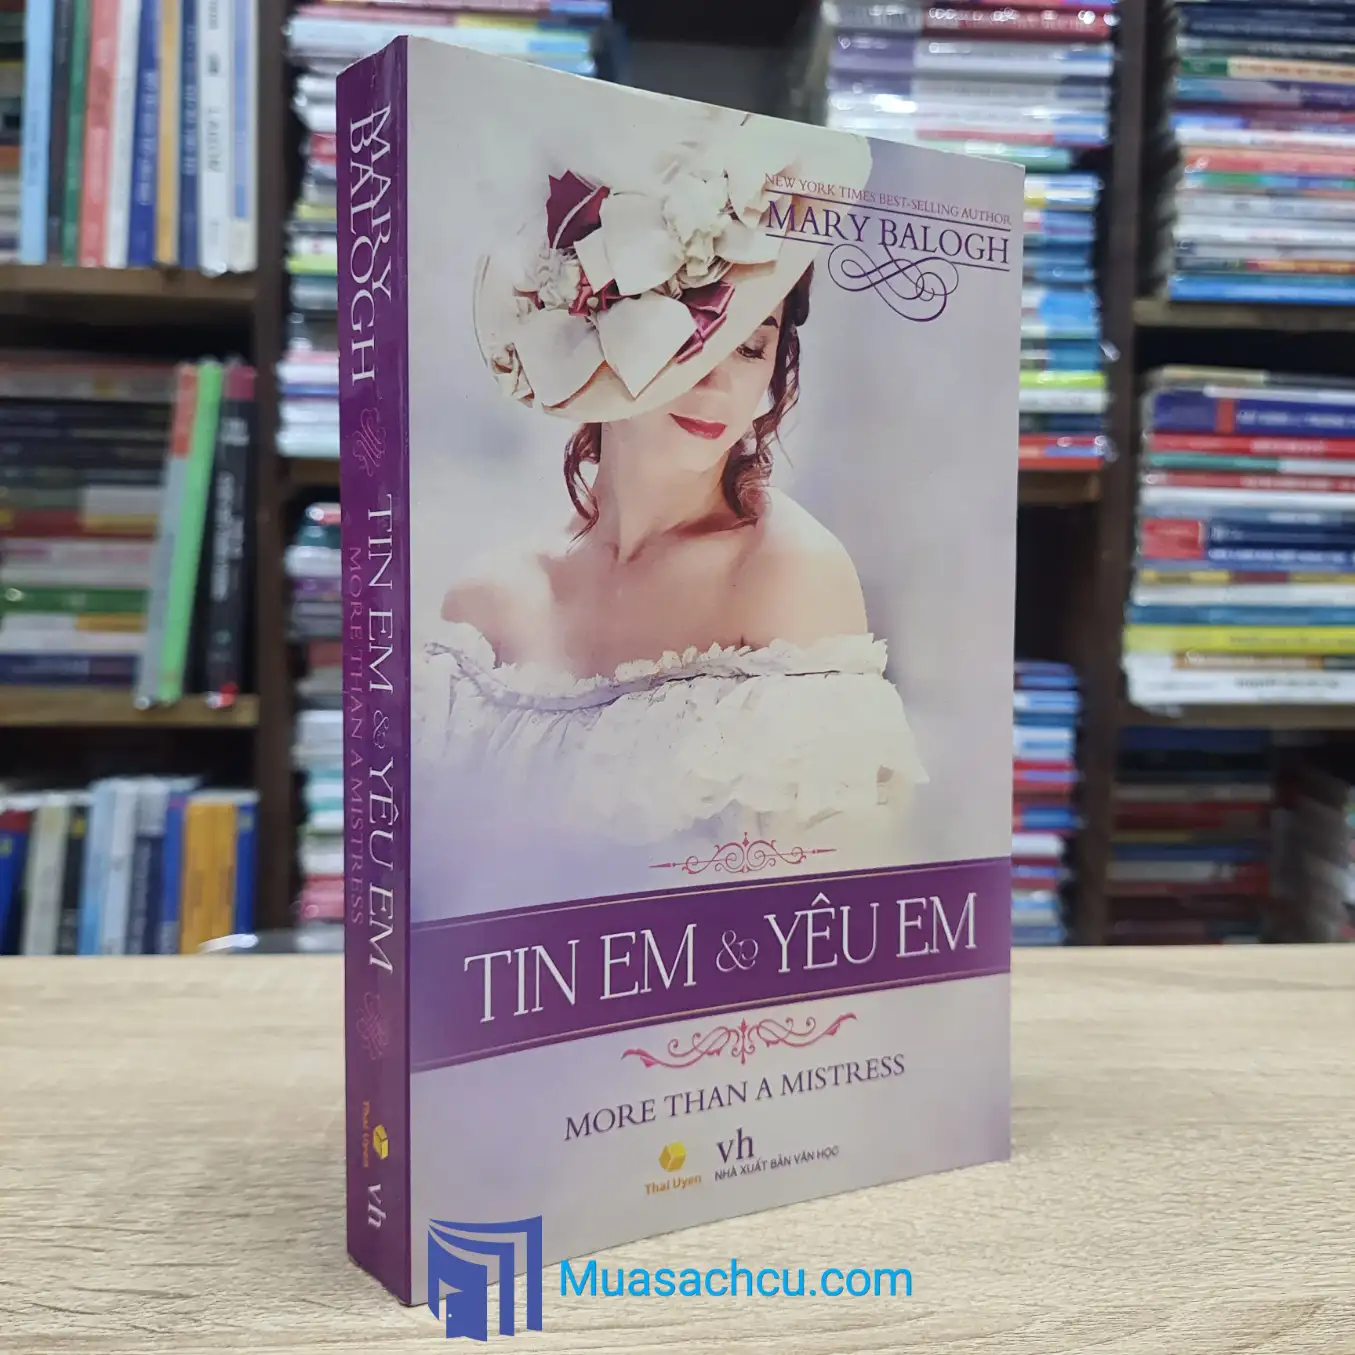 MARY
BALOGH
TIN EM & YÊU EM
MORE THAN A MISTRESS
Thai Uyen
vh
NEW YORK TIMES BEST-SELLING AUTHOR
MARY BALOGH
TIN EM & YÊU EM
MORE THAN A MISTRESS
Thai Uyen
vh
NHÀ XUẤT BẢN VĂN HỌC
Muasachcu.com